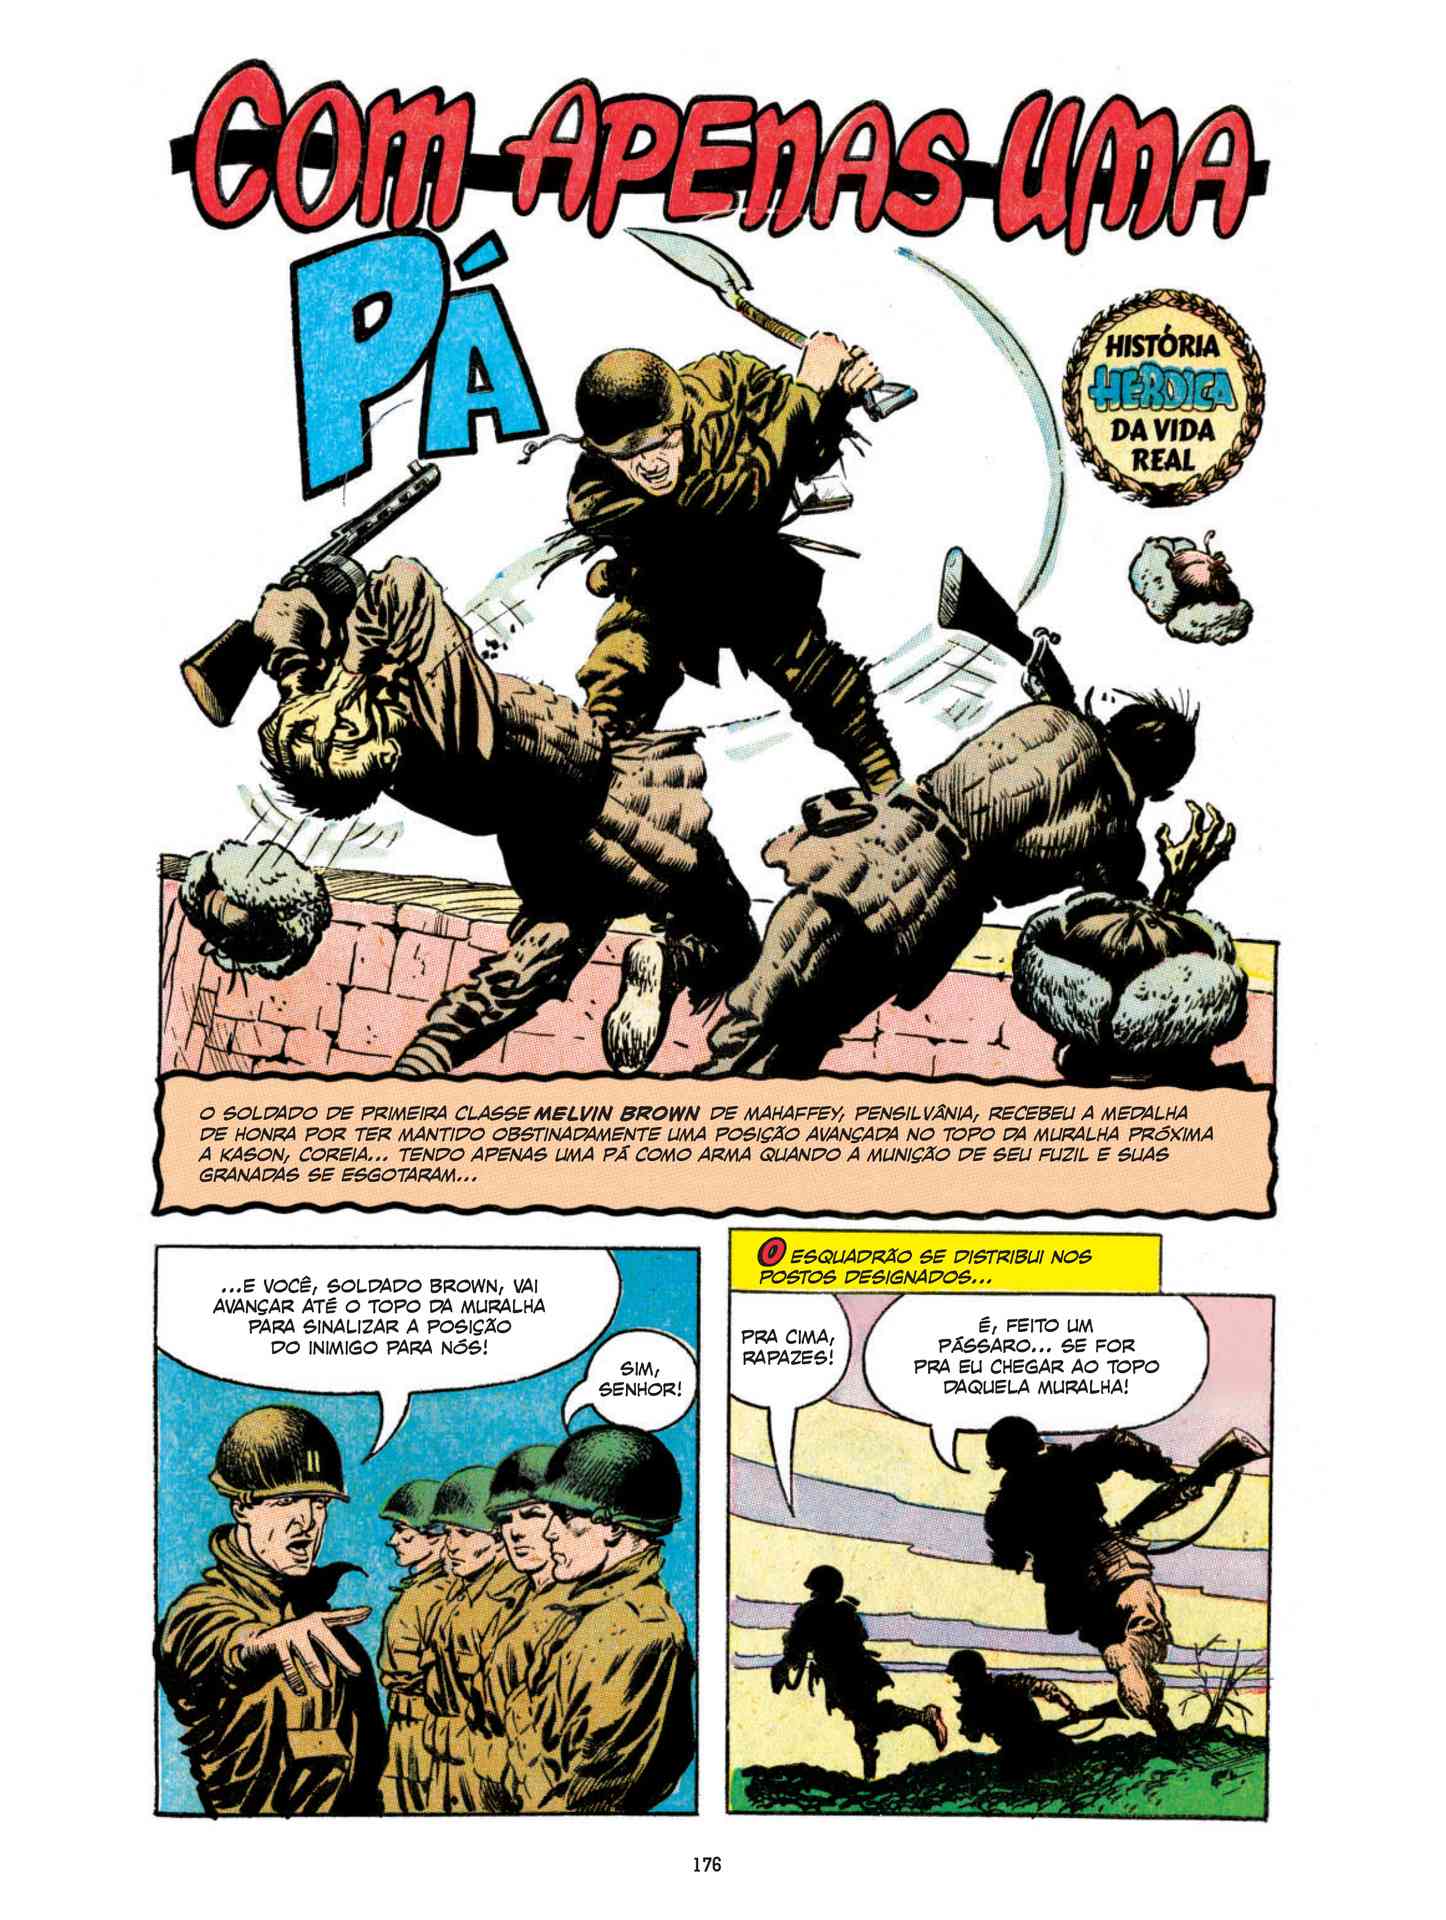 COM APENAS UMA
PÁ
HISTÓRIA
HERÓICA
DA VIDA
REAL
O SOLDADO DE PRIMEIRA CLASSE MELVIN BROWN DE MAHAFFEY, PENSILVÂNIA, RECEBEU A MEDALHA
DE HONRA POR TER MANTIDO OBSTINADAMENTE UMA POSIÇÃO AVANÇADA NO TOPO DA MURALHA PRÓXIMA
A KASON, COREIA... TENDO APENAS UMA PÁ COMO ARMA QUANDO A MUNIÇÃO DE SEU FUZIL E SUAS
GRANADAS SE ESGOTARAM...
...E VOCÊ, SOLDADO BROWN, VAI
AVANÇAR ATÉ O TOPO DA MURALHA
PARA SINALIZAR A POSIÇÃO
DO INIMIGO PARA NÓS!
SIM,
SENHOR!
O ESQUADRÃO SE DISTRIBUI NOS
POSTOS DESIGNADOS...
PRA CIMA,
RAPAZES!
É, FEITO UM
PÁSSARO... SE FOR
PRA EU CHEGAR AO TOPO
DAQUELA MURALHA!
176